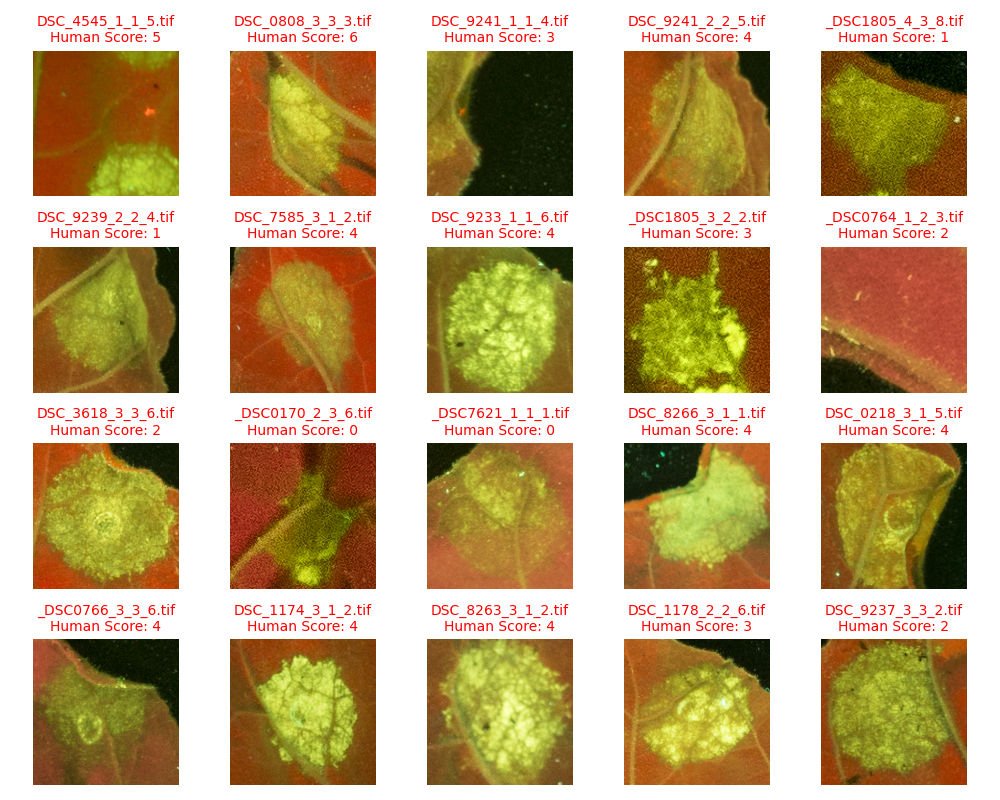 DSC_4545_1_1_5.tif
Human Score: 5
DSC_0808_3_3_3.tif
Human Score: 6
DSC_9241_1_1_4.tif
Human Score: 3
DSC_9241_2_2_5.tif
Human Score: 4
_DSC1805_4_3_8.tif
Human Score: 1
DSC_9239_2_2_4.tif
Human Score: 1
DSC_7585_3_1_2.tif
Human Score: 4
DSC_9233_1_1_6.tif
Human Score: 4
_DSC1805_3_2_2.tif
Human Score: 3
_DSC0764_1_2_3.tif
Human Score: 2
DSC_3618_3_3_6.tif
Human Score: 2
_DSC0170_2_3_6.tif
Human Score: 0
_DSC7621_1_1_1.tif
Human Score: 0
DSC_8266_3_1_1.tif
Human Score: 4
DSC_0218_3_1_5.tif
Human Score: 4
_DSC0766_3_3_6.tif
Human Score: 4
DSC_1174_3_1_2.tif
Human Score: 4
DSC_8263_3_1_2.tif
Human Score: 4
DSC_1178_2_2_6.tif
Human Score: 3
DSC_9237_3_3_2.tif
Human Score: 2